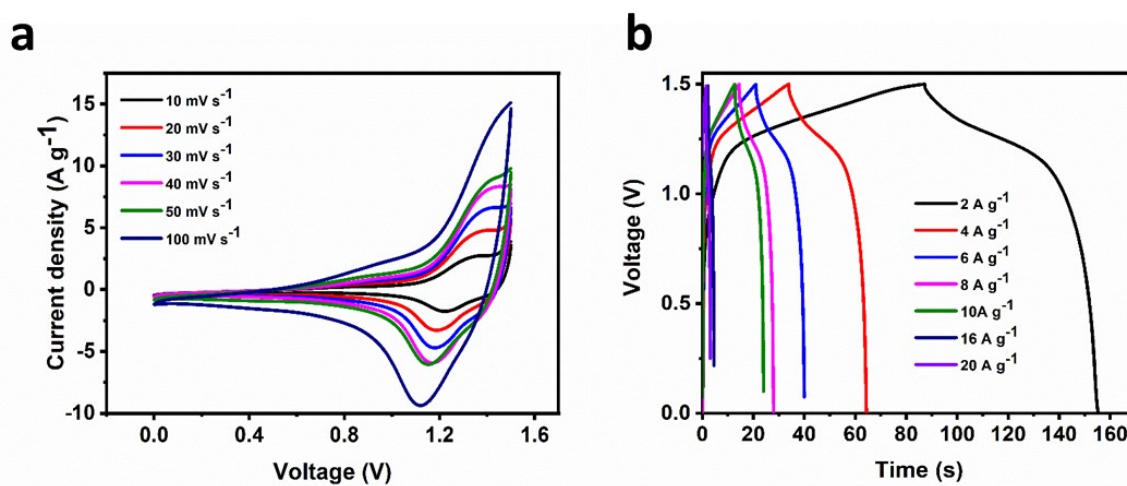 a
15
10
5
0
-5
-10
Current density (A g⁻¹)
10 mV s⁻¹
20 mV s⁻¹
30 mV s⁻¹
40 mV s⁻¹
50 mV s⁻¹
100 mV s⁻¹
0.0 0.4 0.8 1.2 1.6
Voltage (V)
b
1.5
1.0
0.5
0.0
Voltage (V)
2 A g⁻¹
4 A g⁻¹
6 A g⁻¹
8 A g⁻¹
10A g⁻¹
16 A g⁻¹
20 A g⁻¹
0 20 40 60 80 100 120 140 160
Time (s)